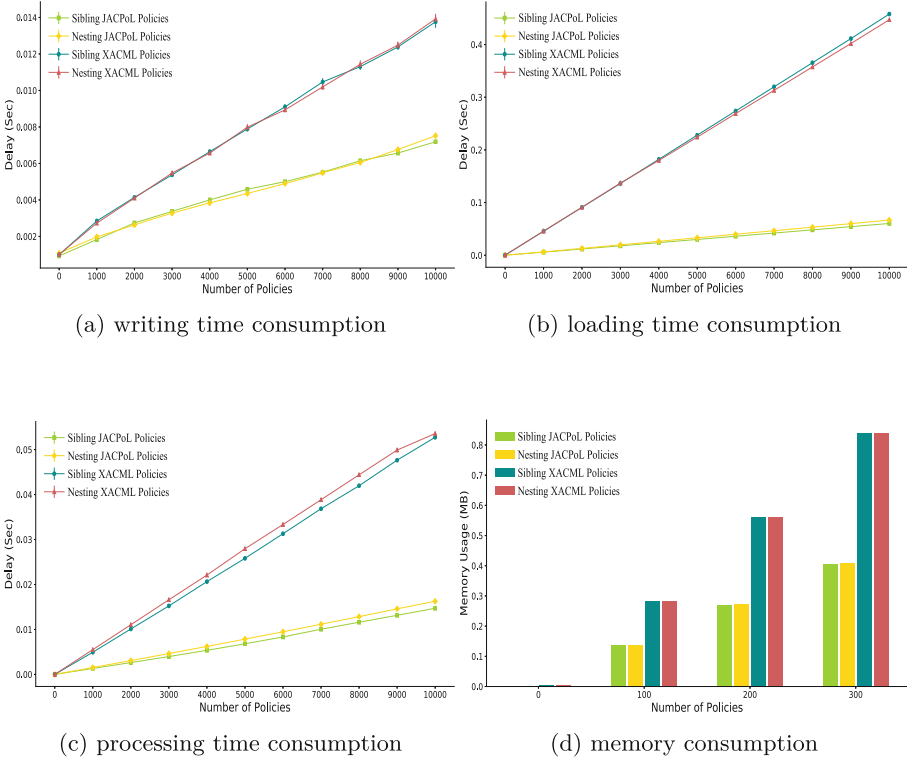 0.014
0.012
0.010
0.008
0.006
0.004
0.002
Delay (Sec)
Sibling JACPoL Policies
Nesting JACPoL Policies
Sibling XACML Policies
Nesting XACML Policies
0 1000 2000 3000 4000 5000 6000 7000 8000 9000 10000
Number of Policies
(a) writing time consumption
0.4
0.3
0.2
0.1
0.0
Delay (Sec)
Sibling JACPoL Policies
Nesting JACPoL Policies
Sibling XACML Policies
Nesting XACML Policies
0 1000 2000 3000 4000 5000 6000 7000 8000 9000 10000
Number of Policies
(b) loading time consumption
0.05
0.04
0.03
0.02
0.01
0.00
Delay (Sec)
Sibling JACPoL Policies
Nesting JACPoL Policies
Sibling XACML Policies
Nesting XACML Policies
0 1000 2000 3000 4000 5000 6000 7000 8000 9000 10000
Number of Policies
(c) processing time consumption
0.8
0.7
0.6
0.5
0.4
0.3
0.2
0.1
0.0
Memory Usage (MB)
Sibling JACPoL Policies
Nesting JACPoL Policies
Sibling XACML Policies
Nesting XACML Policies
0 100 200 300
Number of Policies
(d) memory consumption